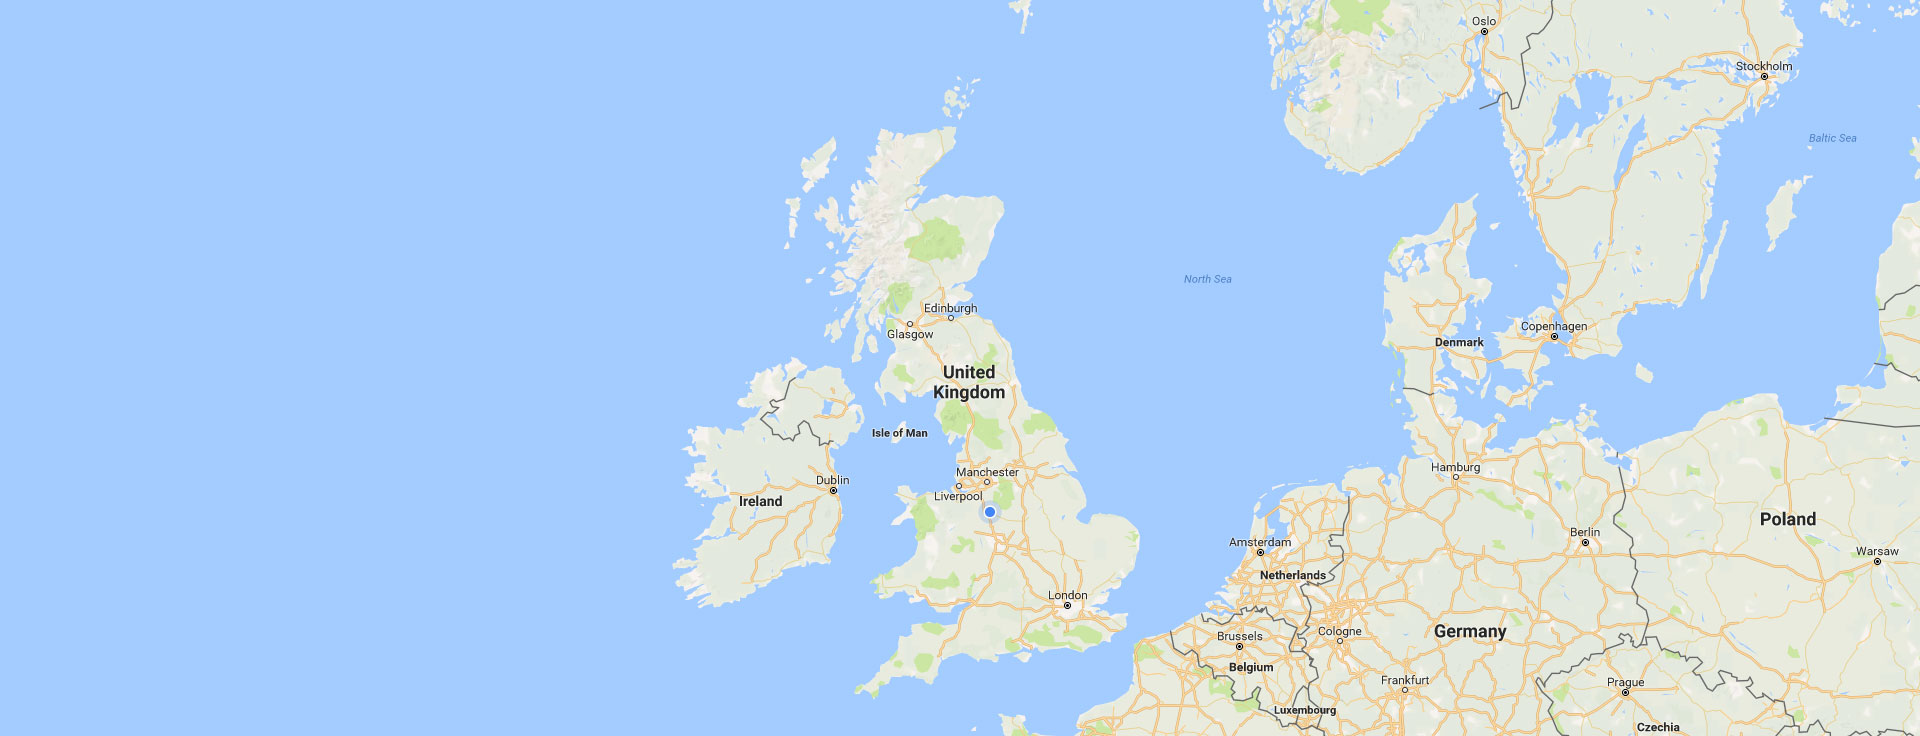 Oslo
Stockholm
Baltic Sea
North Sea
Edinburgh
Glasgow
Copenhagen
Denmark
United
Kingdom
Isle of Man
Hamburg
Manchester
Dublin
Liverpool
Ireland
Poland
Berlin
Amsterdam
Warsaw
Netherlands
London
Cologne
Germany
Brussels
Belgium
Frankfurt
Prague
Luxembourg
Czechia